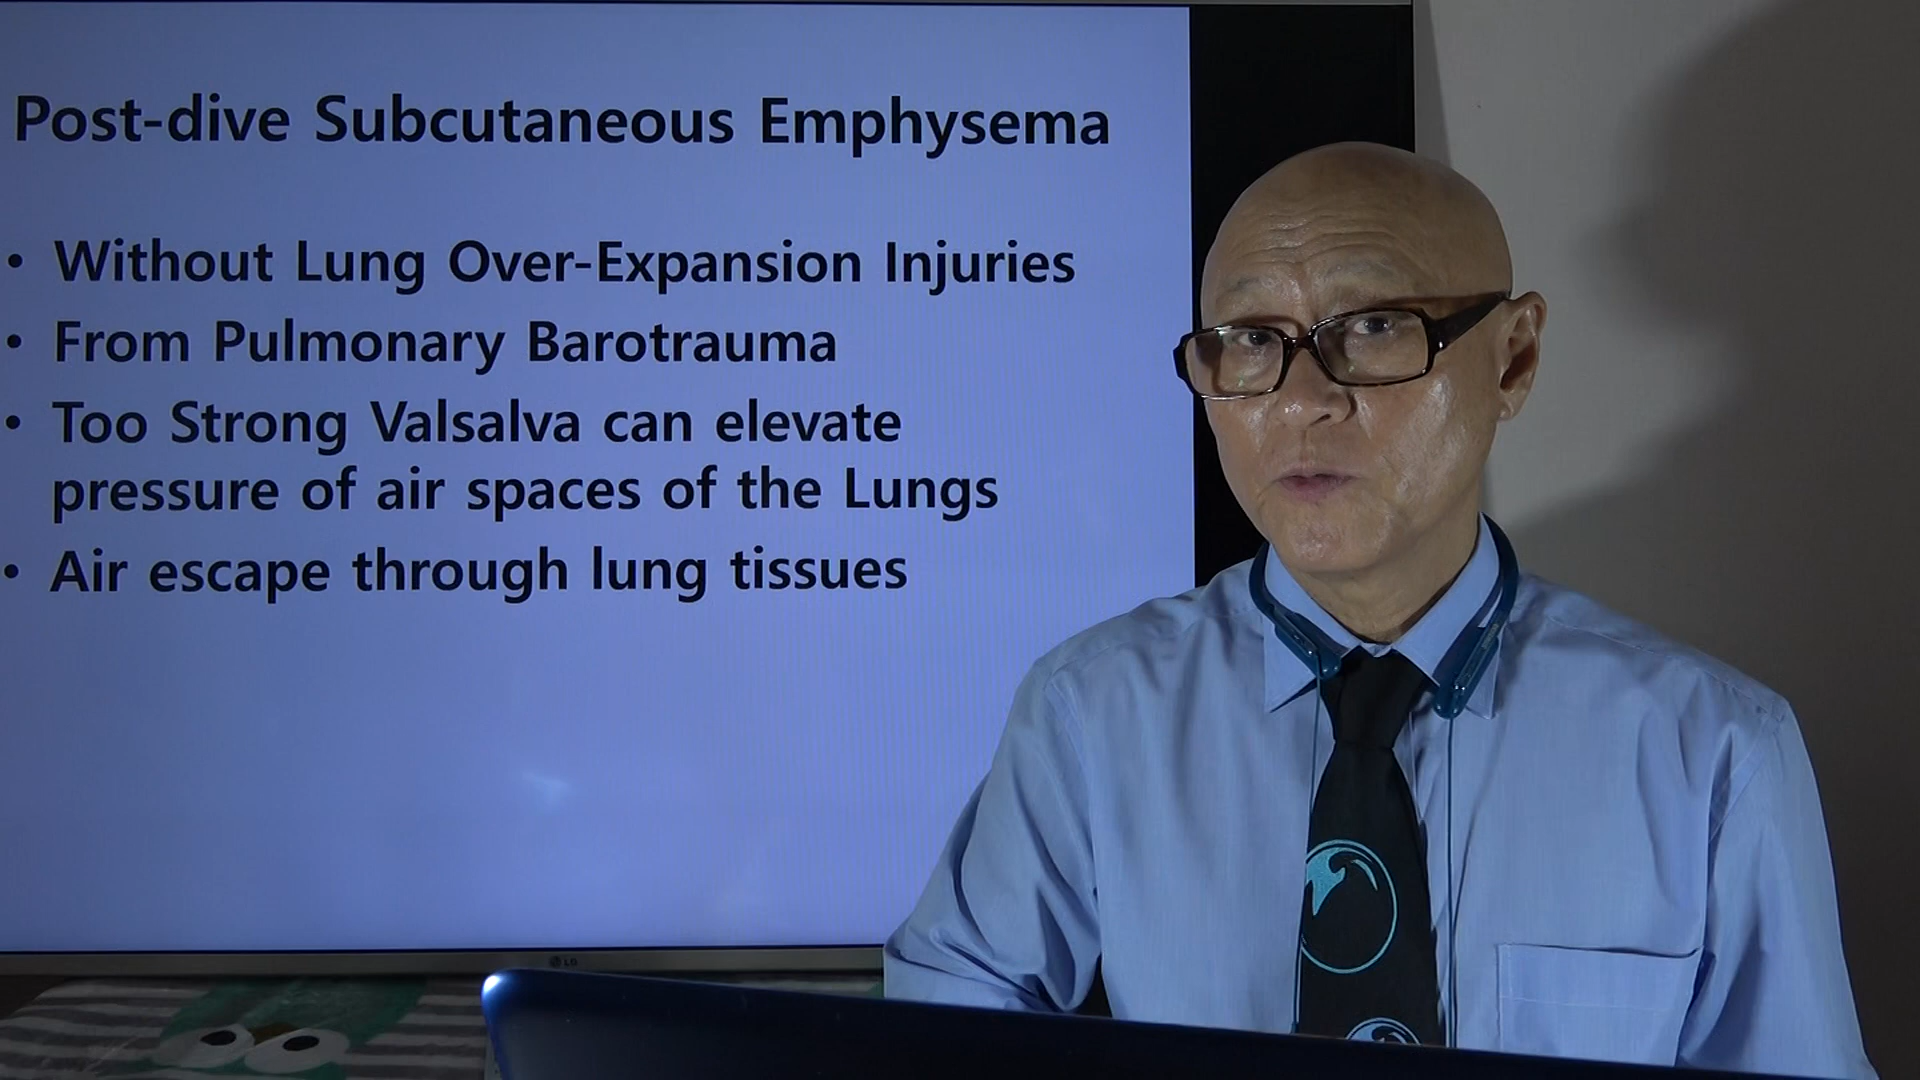 Post-dive Subcutaneous Emphysema
• Without Lung Over-Expansion Injuries
• From Pulmonary Barotrauma
• Too Strong Valsalva can elevate
pressure of air spaces of the Lungs
• Air escape through lung tissues
LG